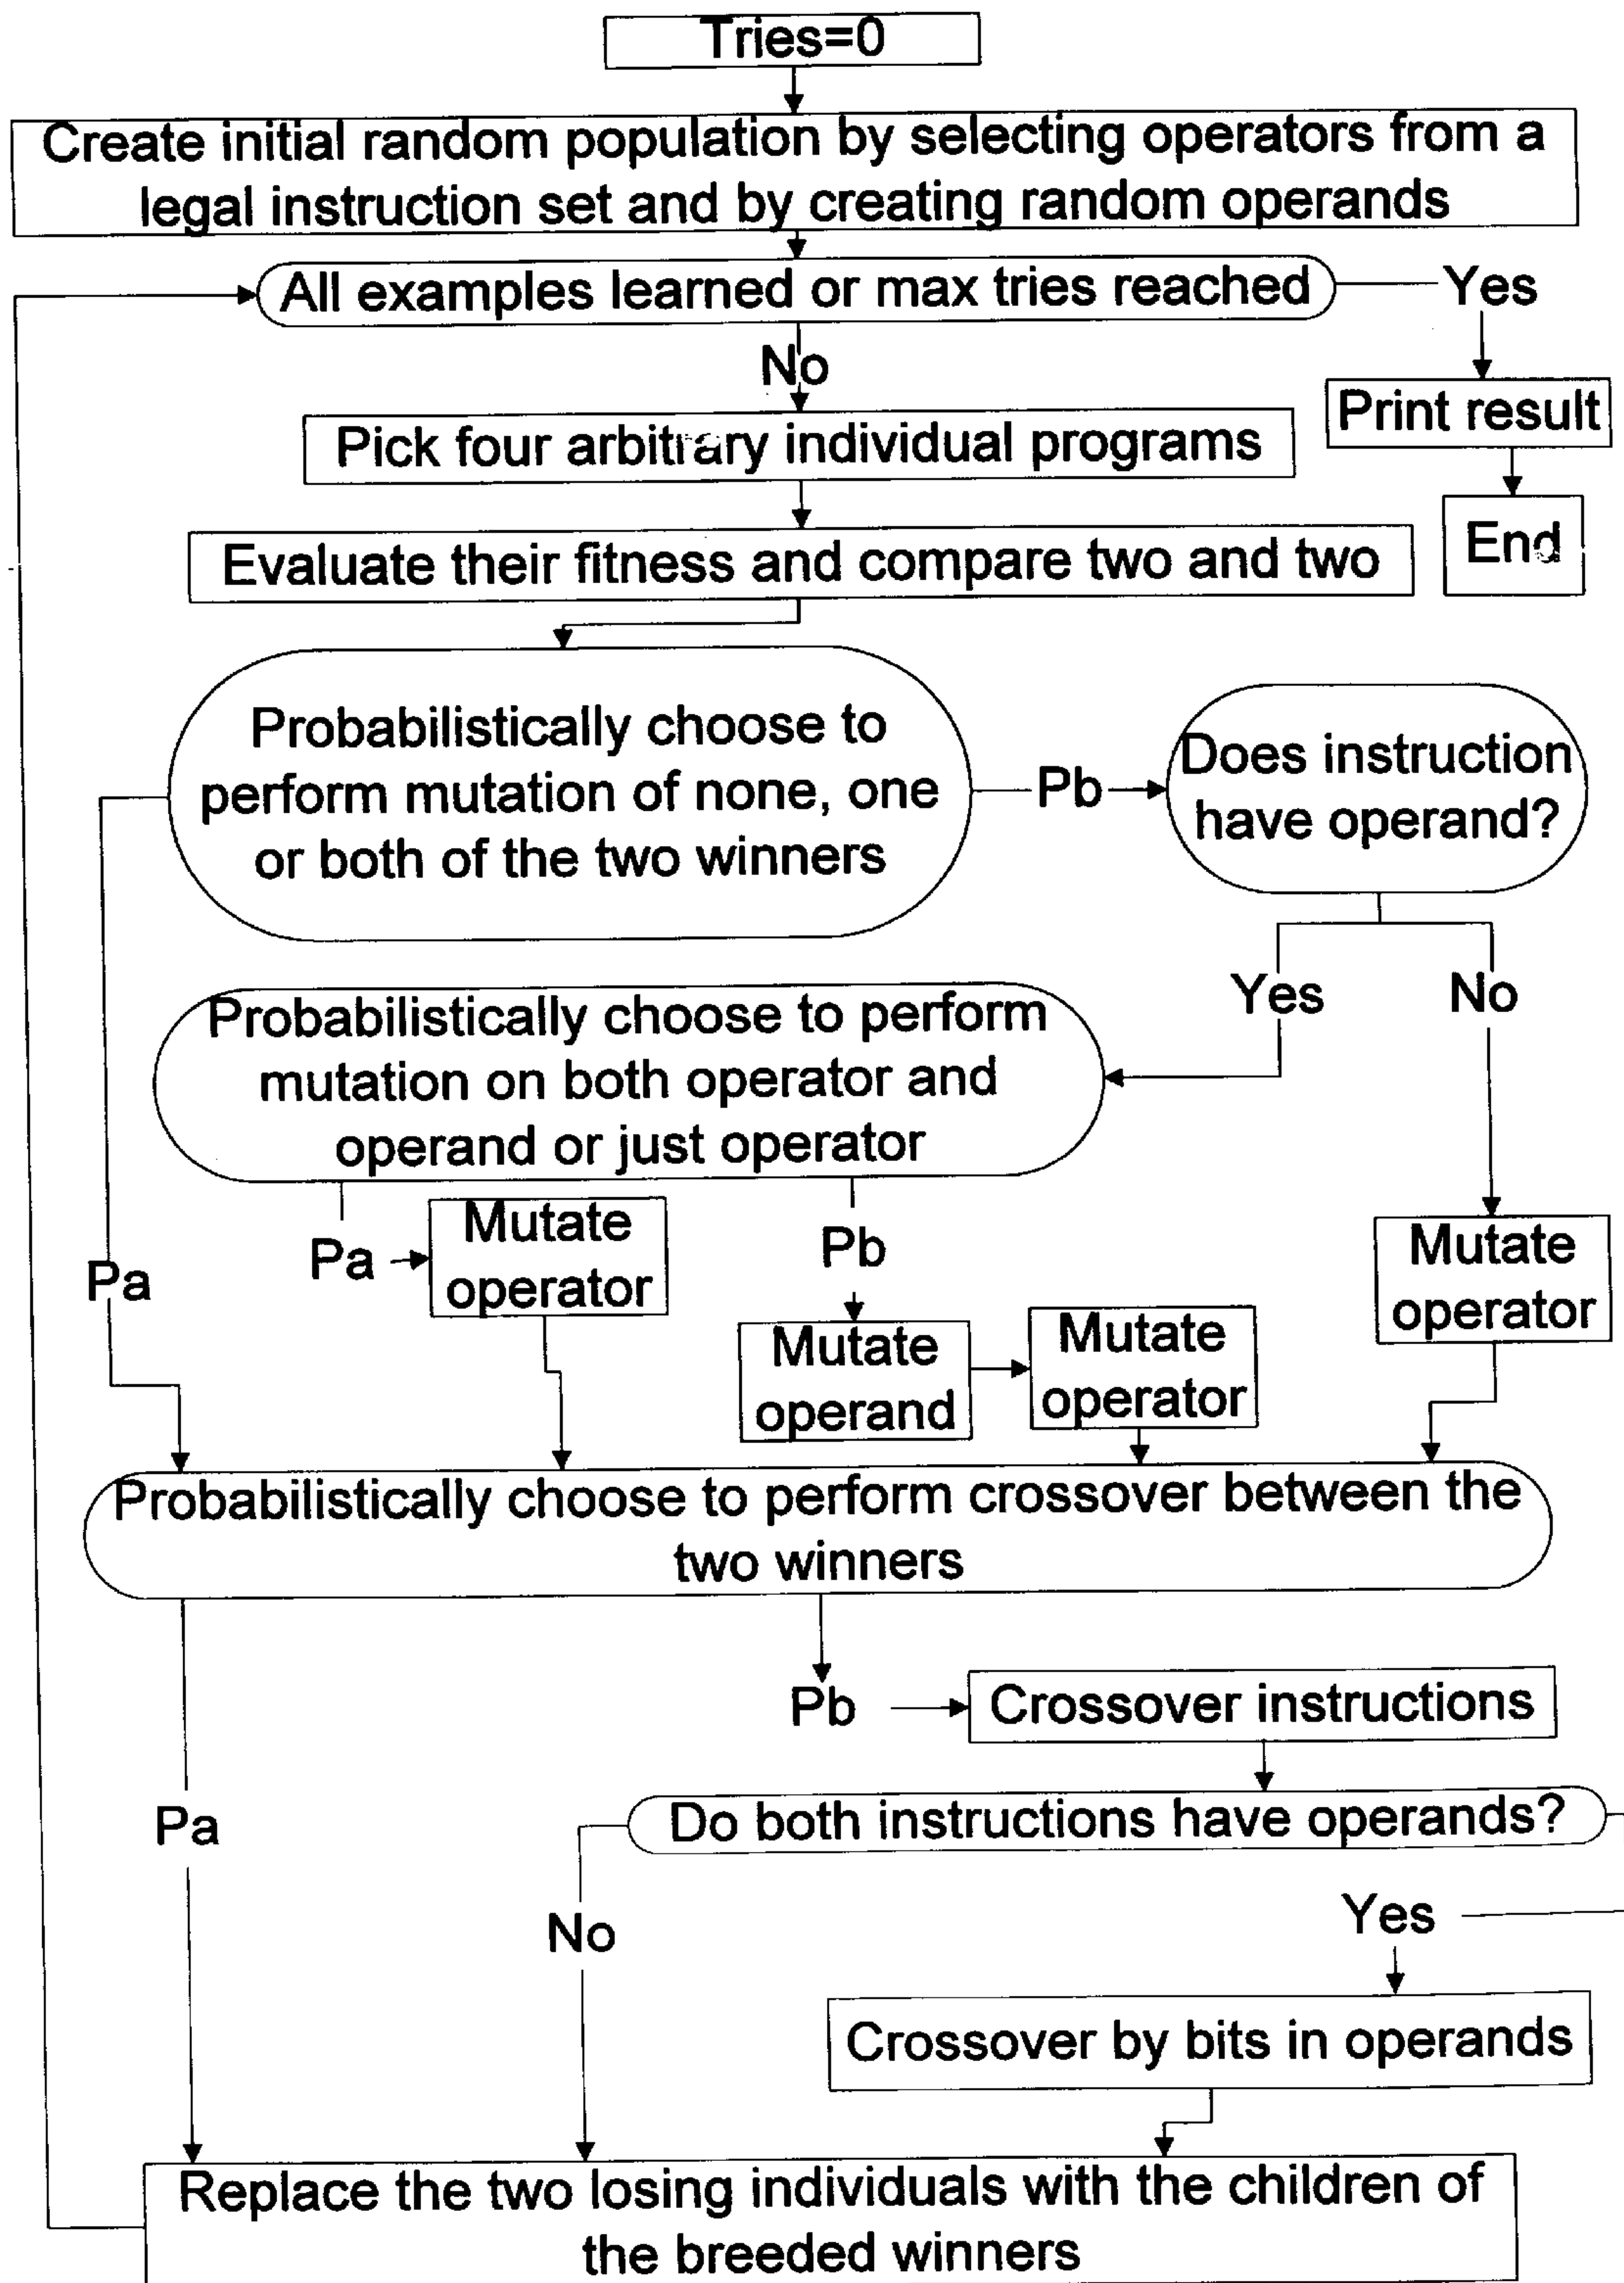 Tries=0
Create initial random population by selecting operators from a
legal instruction set and by creating random operands
All examples learned or max tries reached
Yes
No
Print result
Pick four arbitrary individual programs
End
Evaluate their fitness and compare two and two
Probabilistically choose to
perform mutation of none, one
or both of the two winners
Pb
Does instruction
have operand?
Yes
No
Probabilistically choose to perform
mutation on both operator and
operand or just operator
Pa
Pa
Mutate
operator
Pb
Mutate
operand
Mutate
operator
Mutate
operator
Probabilistically choose to perform crossover between the
two winners
Pb
Crossover instructions
Pa
Do both instructions have operands?
No
Yes
Crossover by bits in operands
Replace the two losing individuals with the children of
the breeded winners